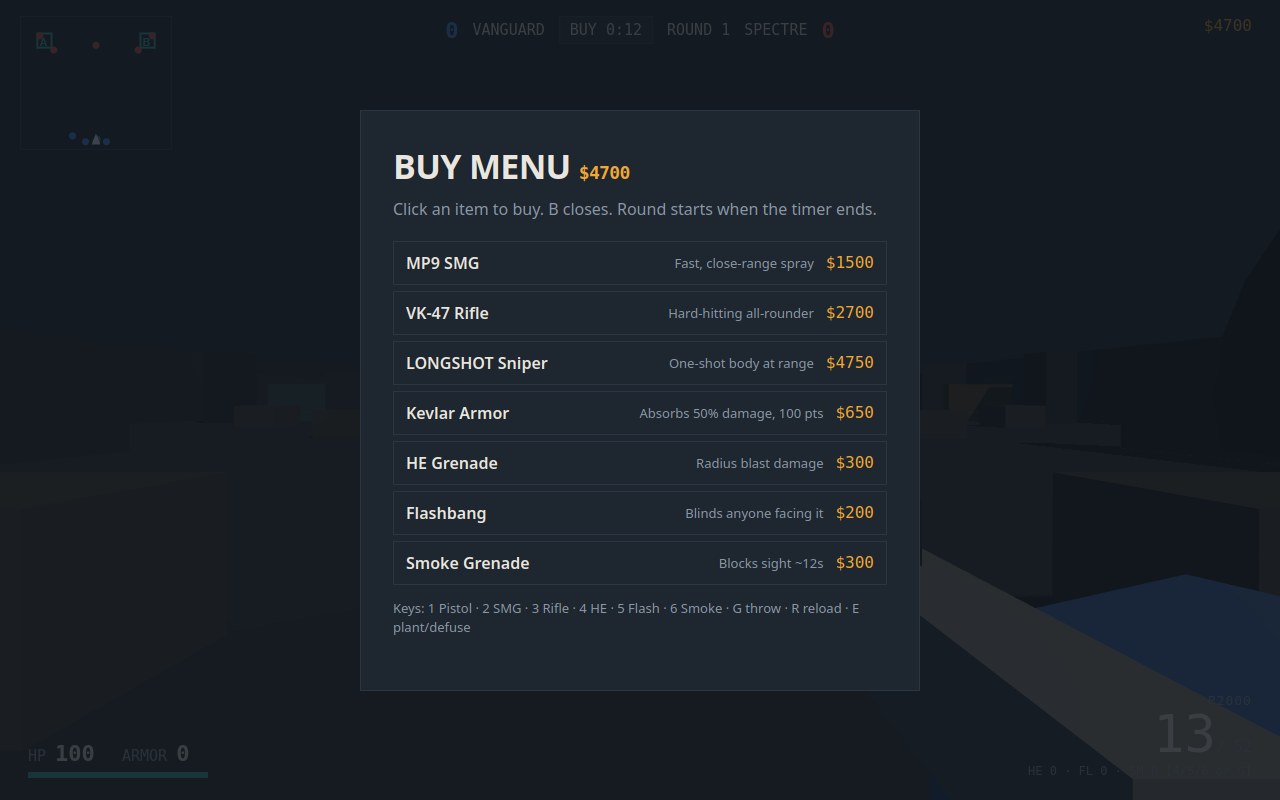 0 VANGUARD BUY 0:12 ROUND 1 SPECTRE 0
$4700
A B
BUY MENU $4700
Click an item to buy. B closes. Round starts when the timer ends.
MP9 SMG Fast, close-range spray $1500
VK-47 Rifle Hard-hitting all-rounder $2700
LONGSHOT Sniper One-shot body at range $4750
Kevlar Armor Absorbs 50% damage, 100 pts $650
HE Grenade Radius blast damage $300
Flashbang Blinds anyone facing it $200
Smoke Grenade Blocks sight ~12s $300
Keys: 1 Pistol · 2 SMG · 3 Rifle · 4 HE · 5 Flash · 6 Smoke · G throw · R reload · E
plant/defuse
HP 100 ARMOR 0
13
HE 0 · FL 0 ·